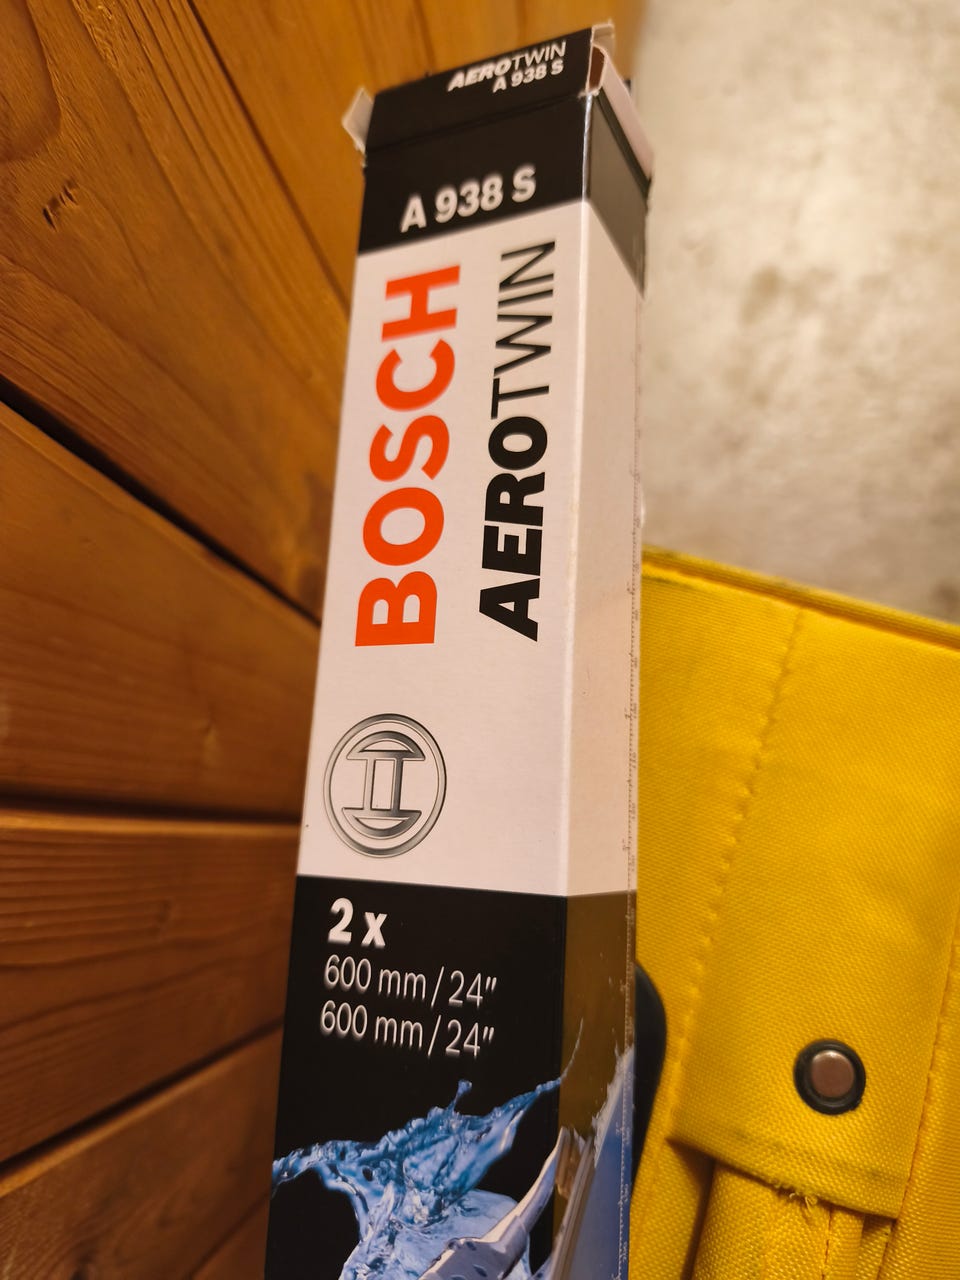 AEROTWIN
A 938 S
A 938 S
BOSCH
AEROTWIN
2 x
600 mm / 24"
600 mm / 24"